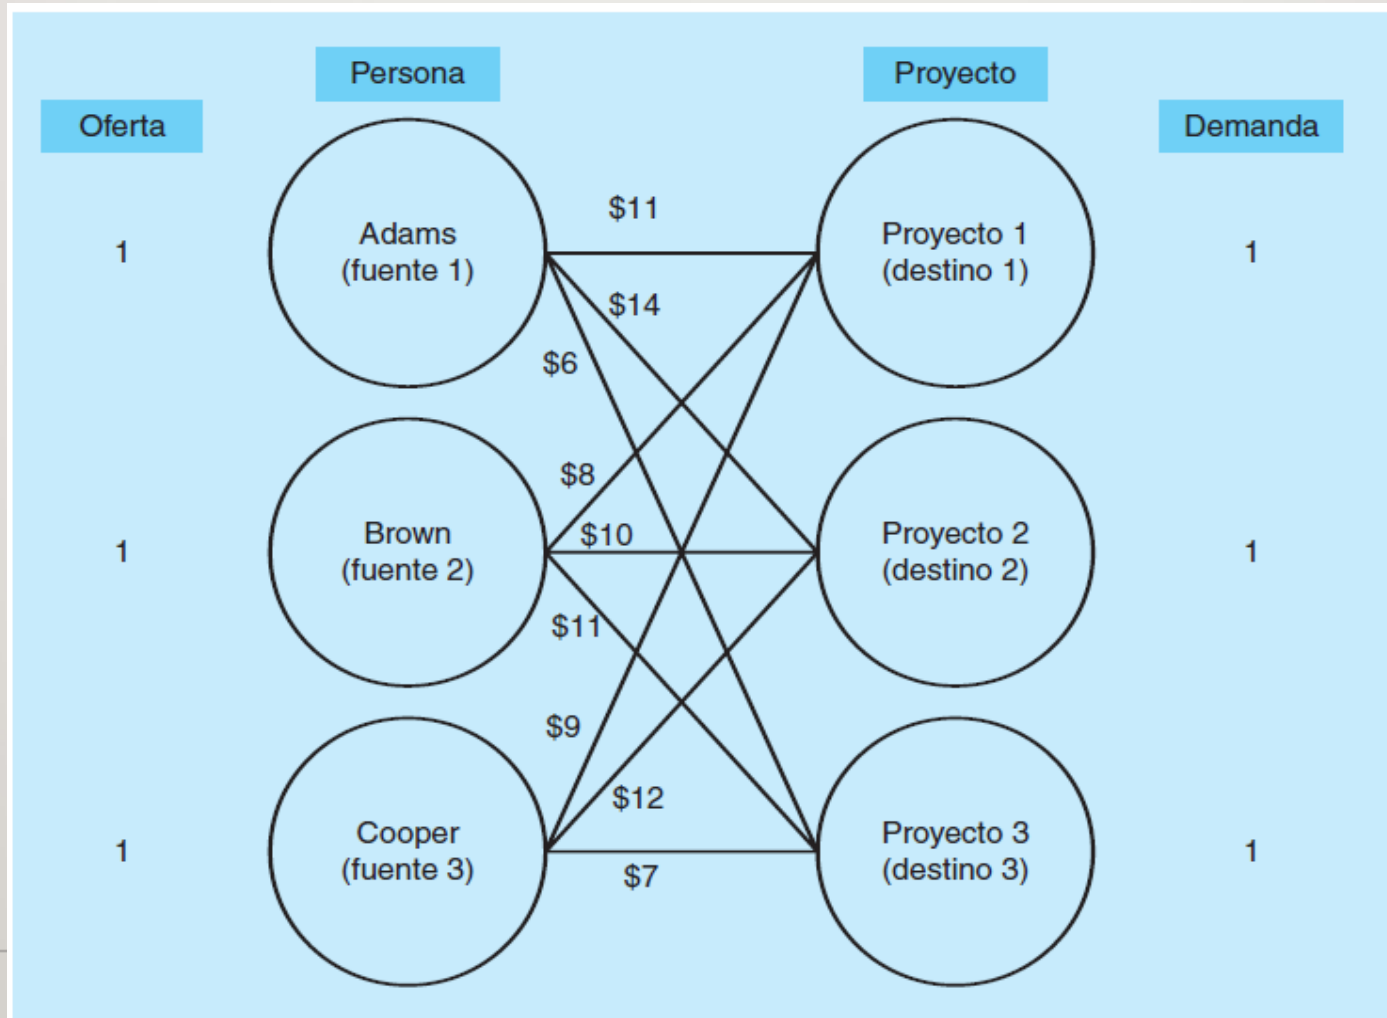 Persona
Proyecto
Oferta
Demanda
1
Adams
(fuente 1)
$11
$14
$6
Proyecto 1
(destino 1)
1
1
Brown
(fuente 2)
$8
$10
$11
Proyecto 2
(destino 2)
1
1
Cooper
(fuente 3)
$9
$12
$7
Proyecto 3
(destino 3)
1